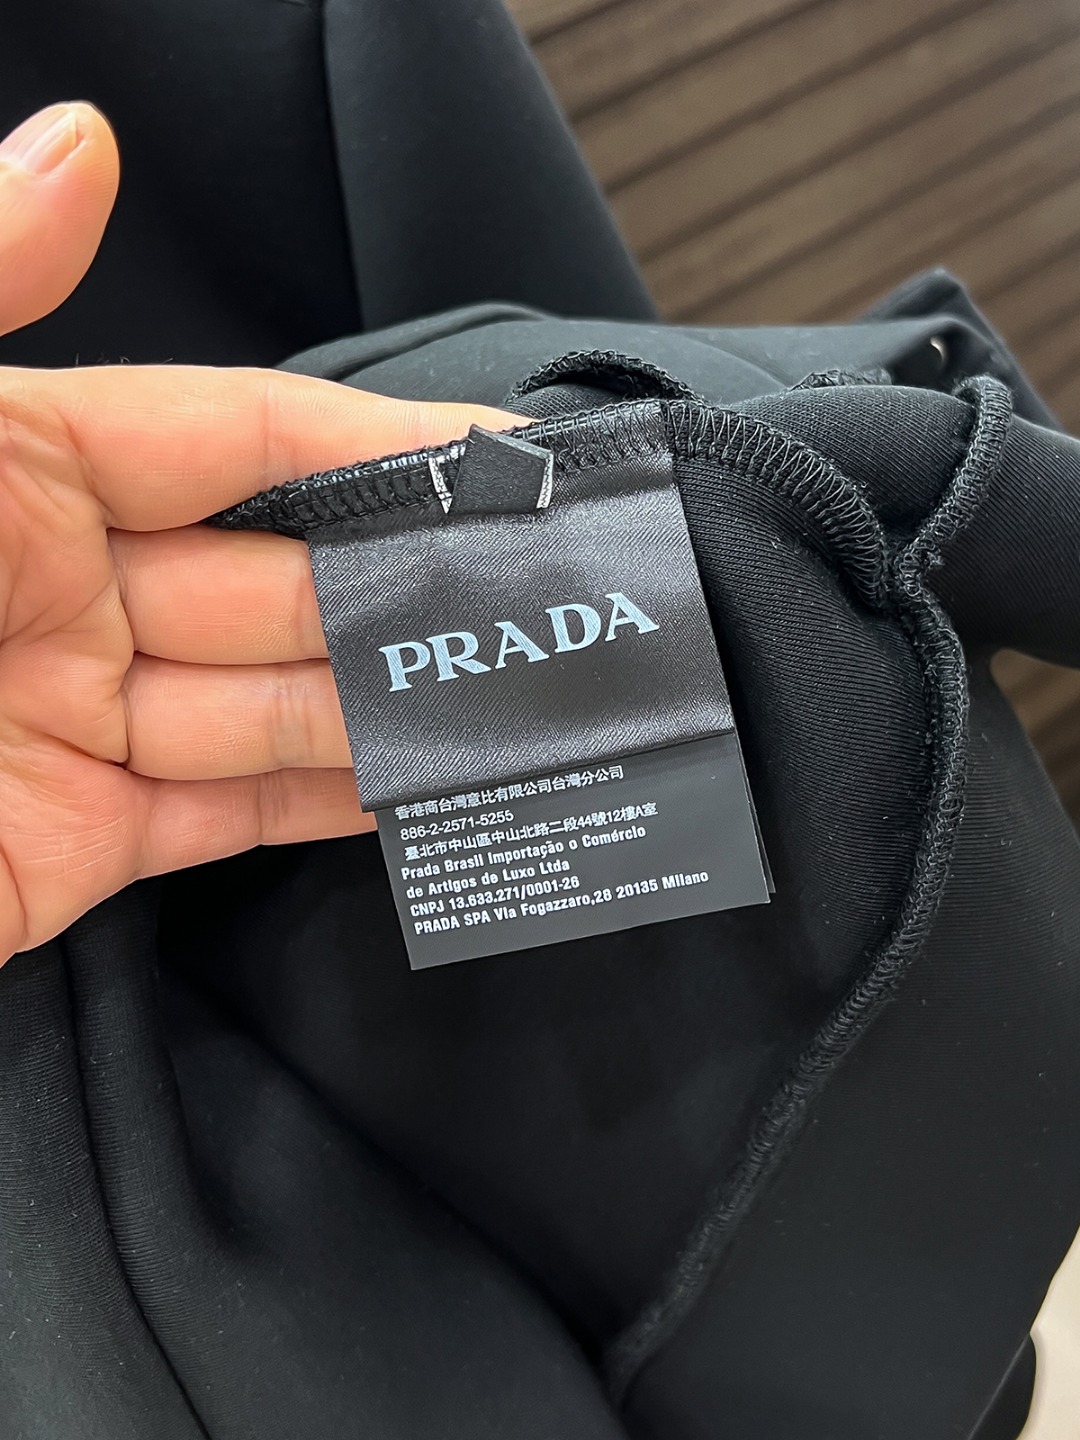 PRADA
香港商台灣意比有限公司台灣分公司
886-2-2571-5255
臺北市中山區中山北路二段44號12樓A室
Prada Brasil Importação o Comércio
de Artigos de Luxo Ltda
CNPJ 13.633.271/0001-26
PRADA SPA Via Fogazzaro,28 20135 Milano